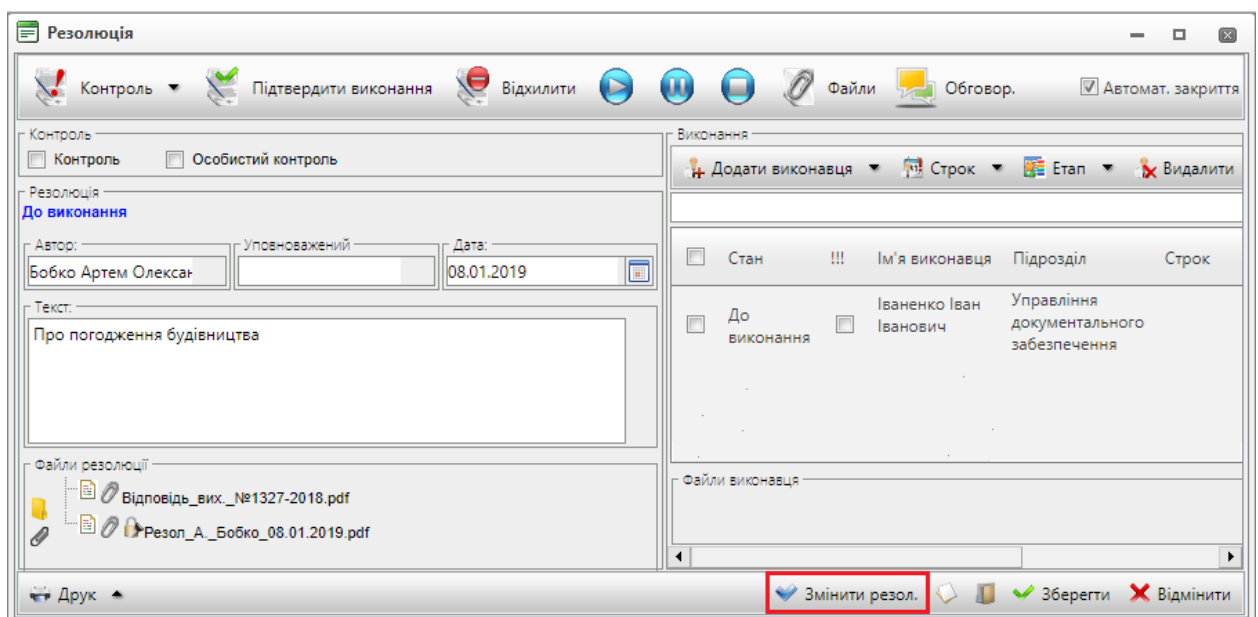 Резолюція
Контроль Підтвердити виконання Відхилити Файли Обговор. Автомат. закриття
Контроль
Контроль Особистий контроль
Резолюція
До виконання
Автор: Уповноважений Дата:
Бобко Артем Олексан 08.01.2019
Текст:
Про погодження будівництва
Файли резолюції
Відповідь_вих._№1327-2018.pdf
Резол_А._Бобко_08.01.2019.pdf
Виконання
Додати виконавця Строк Етап Видалити
Стан !!! Ім'я виконавця Підрозділ Строк
До виконання Іваненко Іван Іванович Управління документального забезпечення
Файли виконавця
Друк Змінити резол. Зберегти Відмінити